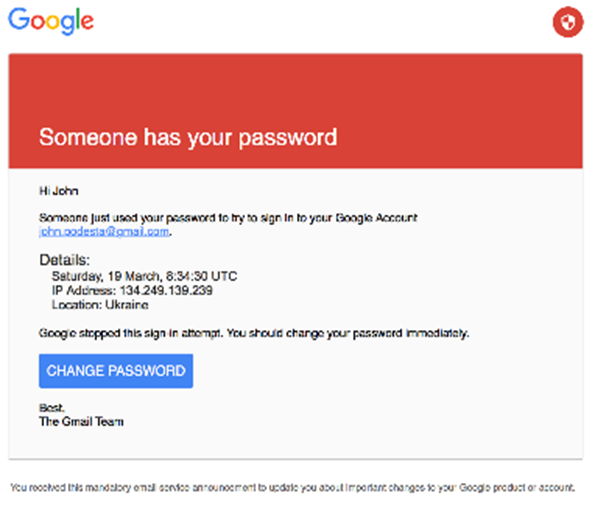 Google
Someone has your password
Hi John
Someone just used your password to try to sign in to your Google Account
john.podesta@gmail.com.
Details:
Saturday, 19 March, 8:34:30 UTC
IP Address: 134.249.139.239
Location: Ukraine
Google stopped this sign-in attempt. You should change your password immediately.
CHANGE PASSWORD
Best,
The Gmail Team
You received this mandatory email service announcement to update you about important changes to your Google product or account.